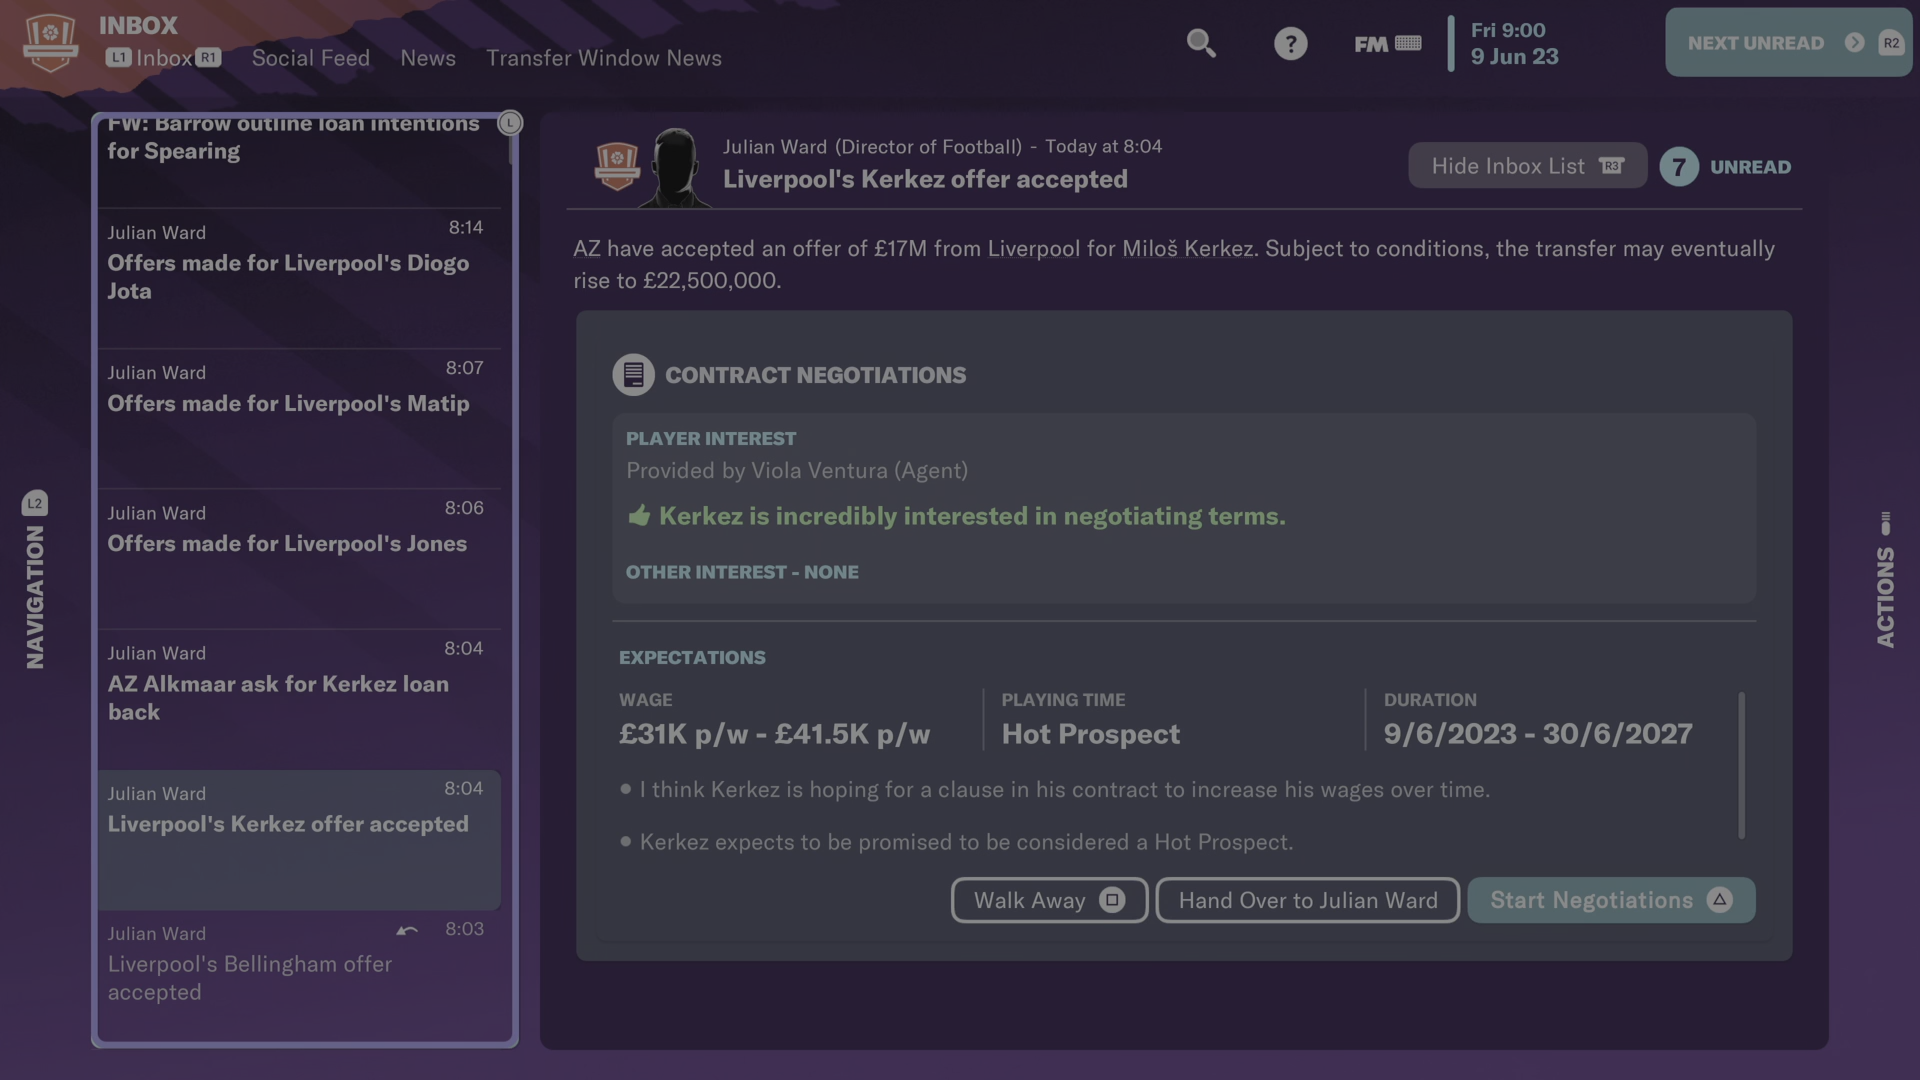 INBOX
L1 Inbox R1 Social Feed News Transfer Window News
? FM
Fri 9:00
9 Jun 23
NEXT UNREAD R2
L2 NAVIGATION
L
FW: Barrow outline loan intentions
for Spearing
Julian Ward 8:14
Offers made for Liverpool's Diogo
Jota
Julian Ward 8:07
Offers made for Liverpool's Matip
Julian Ward 8:06
Offers made for Liverpool's Jones
Julian Ward 8:04
AZ Alkmaar ask for Kerkez loan
back
Julian Ward 8:04
Liverpool's Kerkez offer accepted
Julian Ward 8:03
Liverpool's Bellingham offer
accepted
Julian Ward (Director of Football) - Today at 8:04
Liverpool's Kerkez offer accepted
Hide Inbox List R3
7 UNREAD
AZ have accepted an offer of £17M from Liverpool for Miloš Kerkez. Subject to conditions, the transfer may eventually
rise to £22,500,000.
CONTRACT NEGOTIATIONS
PLAYER INTEREST
Provided by Viola Ventura (Agent)
Kerkez is incredibly interested in negotiating terms.
OTHER INTEREST - NONE
EXPECTATIONS
WAGE
£31K p/w - £41.5K p/w
PLAYING TIME
Hot Prospect
DURATION
9/6/2023 - 30/6/2027
• I think Kerkez is hoping for a clause in his contract to increase his wages over time.
• Kerkez expects to be promised to be considered a Hot Prospect.
Walk Away Hand Over to Julian Ward Start Negotiations
ACTIONS